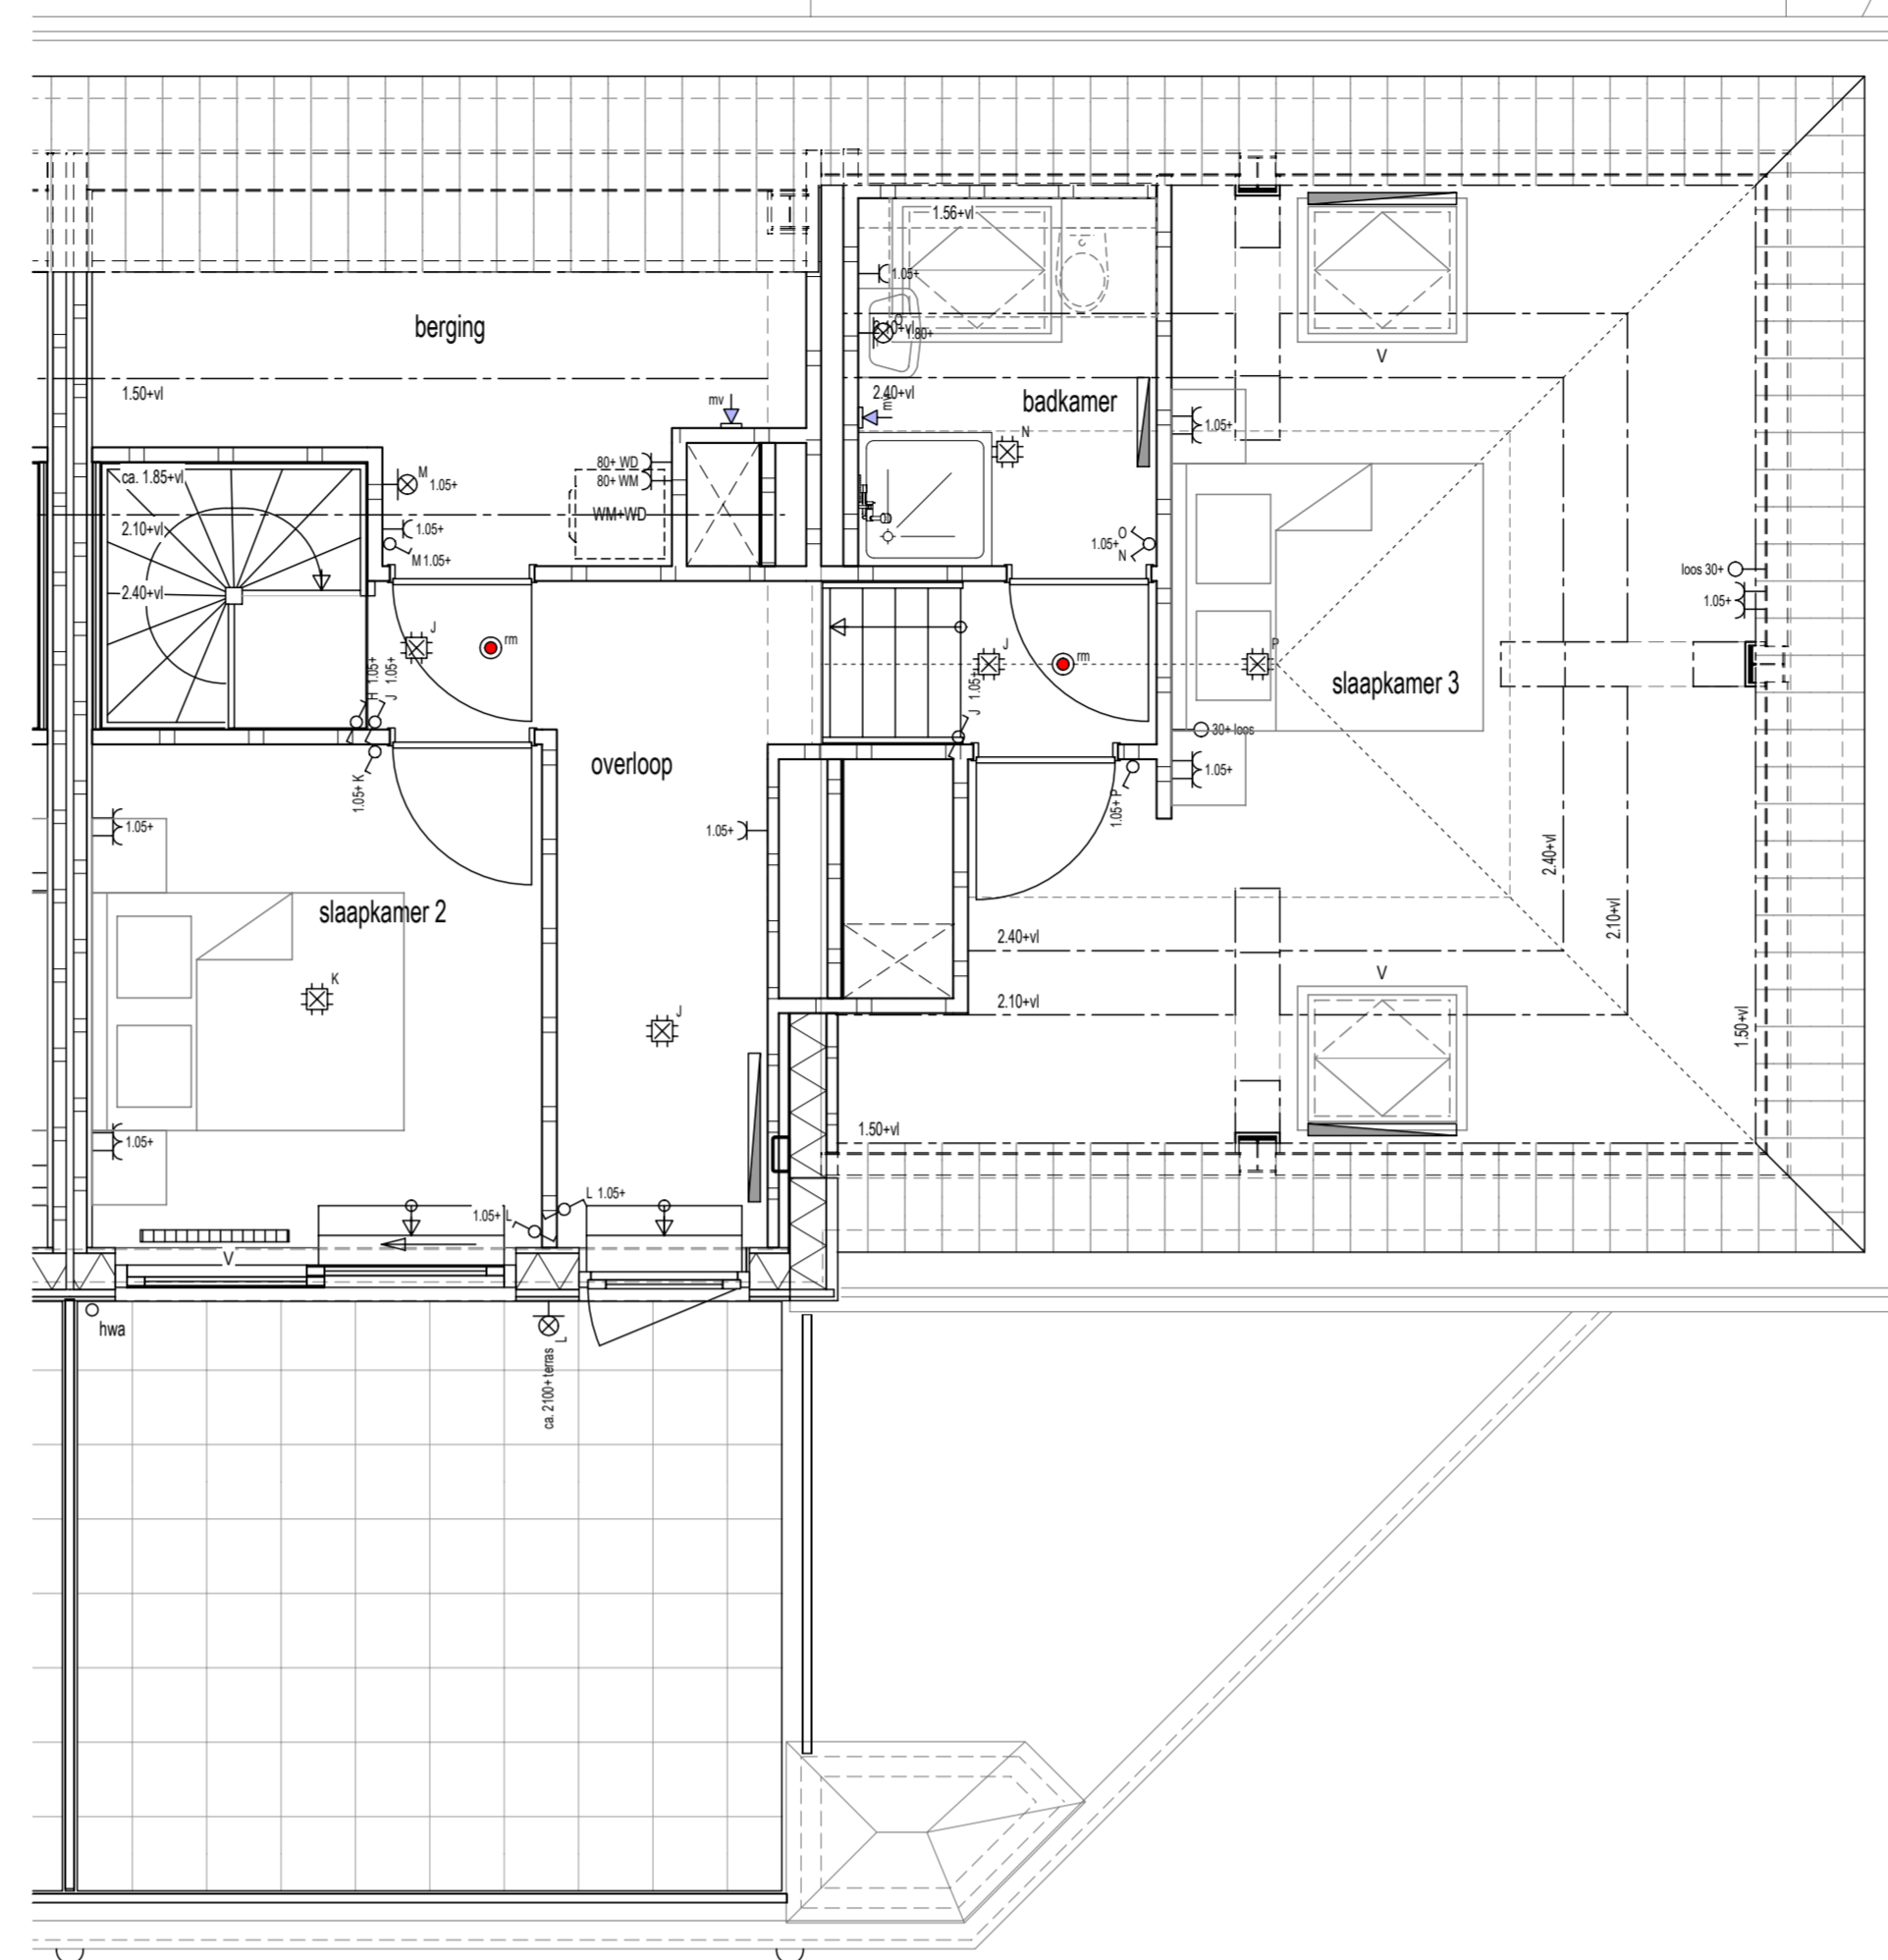 1.56+vl
1.05+
berging
2.10+vl
O
1.80+
V
1.50+vl
mv
2.40+vl
mv
badkamer
1.05+
N
ca. 1.85+vl
M
1.05+
80+ WD
80+ WM
2.10+vl
1.05+
WM+WD
M 1.05+
O
1.05+
N
loos 30+
1.05+
2.40+vl
J
rm
J
rm
P
H 1.05+
J 1.05+
J 1.05+
slaapkamer 3
30+ loos
overloop
1.05+
1.05+ K
1.05+ P
1.05+
1.05+
2.40+vl
slaapkamer 2
2.10+vl
2.40+vl
K
V
2.10+vl
J
1.50+vl
1.50+vl
1.05+
L 1.05+
1.05+ L
V
hwa
L
ca. 2100+ terras